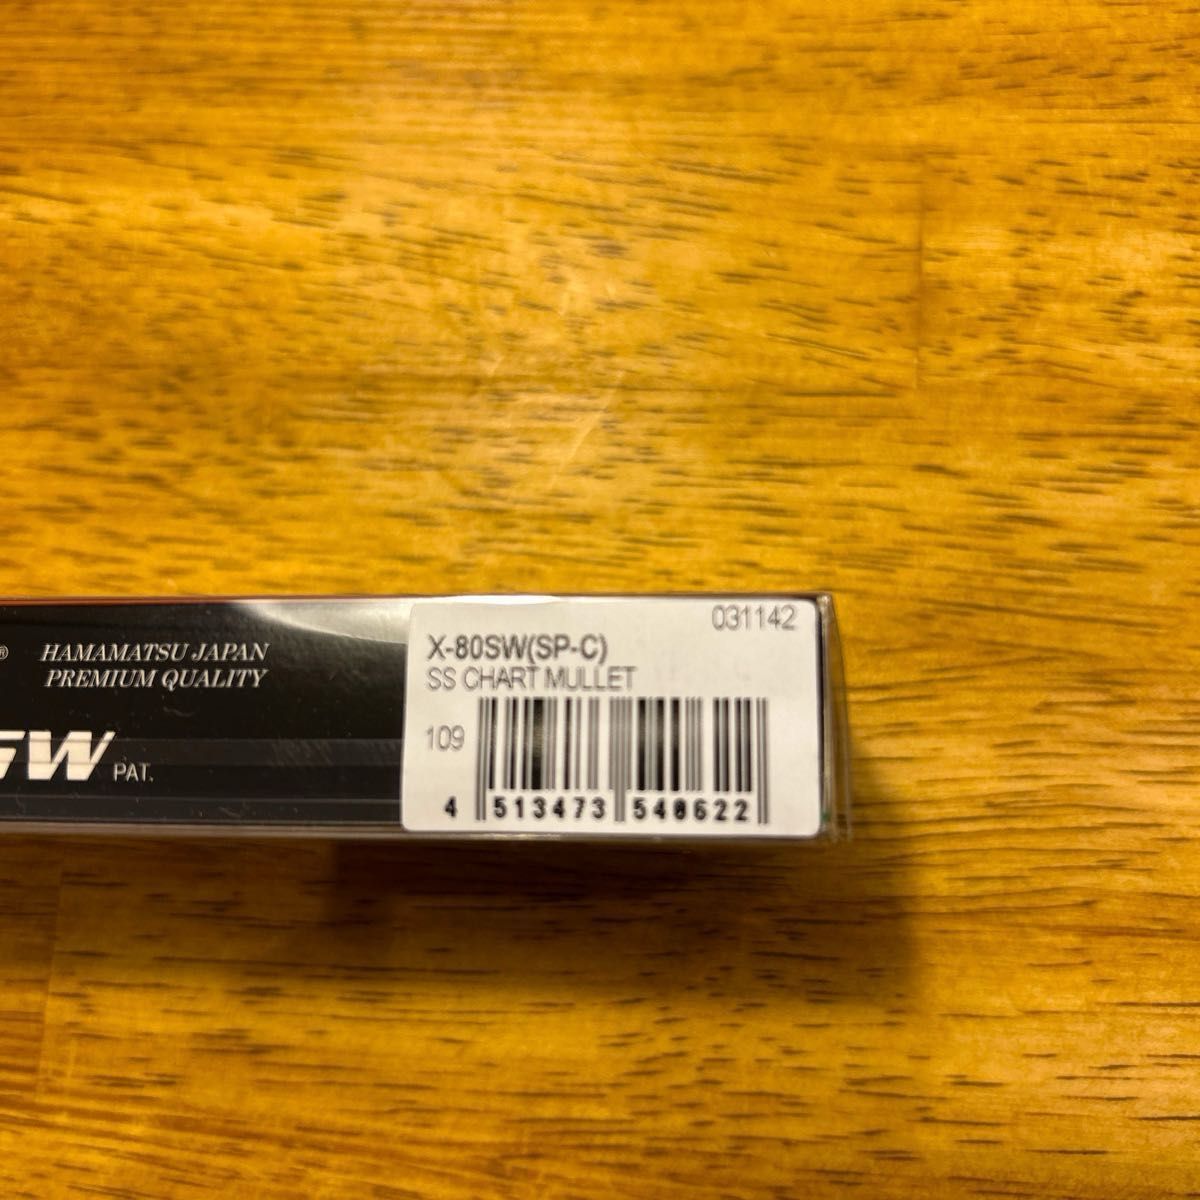 ® HAMAMATSU JAPAN
PREMIUM QUALITY
SW PAT.
031142
X-80SW(SP-C)
SS CHART MULLET
109
4 513473 540622